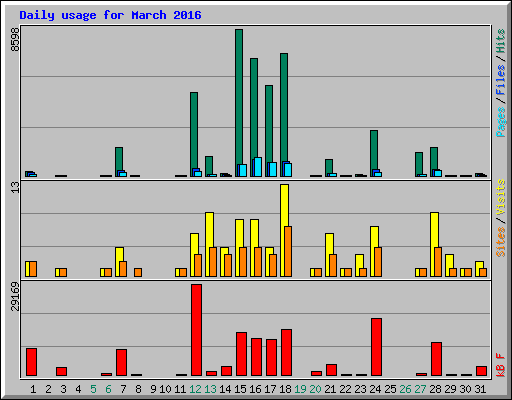 Daily usage for March 2016
8598
Pages / Files / Hits
13
Sites / Visits
29169
kB F
1 2 3 4 5 6 7 8 9 10 11 12 13 14 15 16 17 18 19 20 21 22 23 24 25 26 27 28 29 30 31